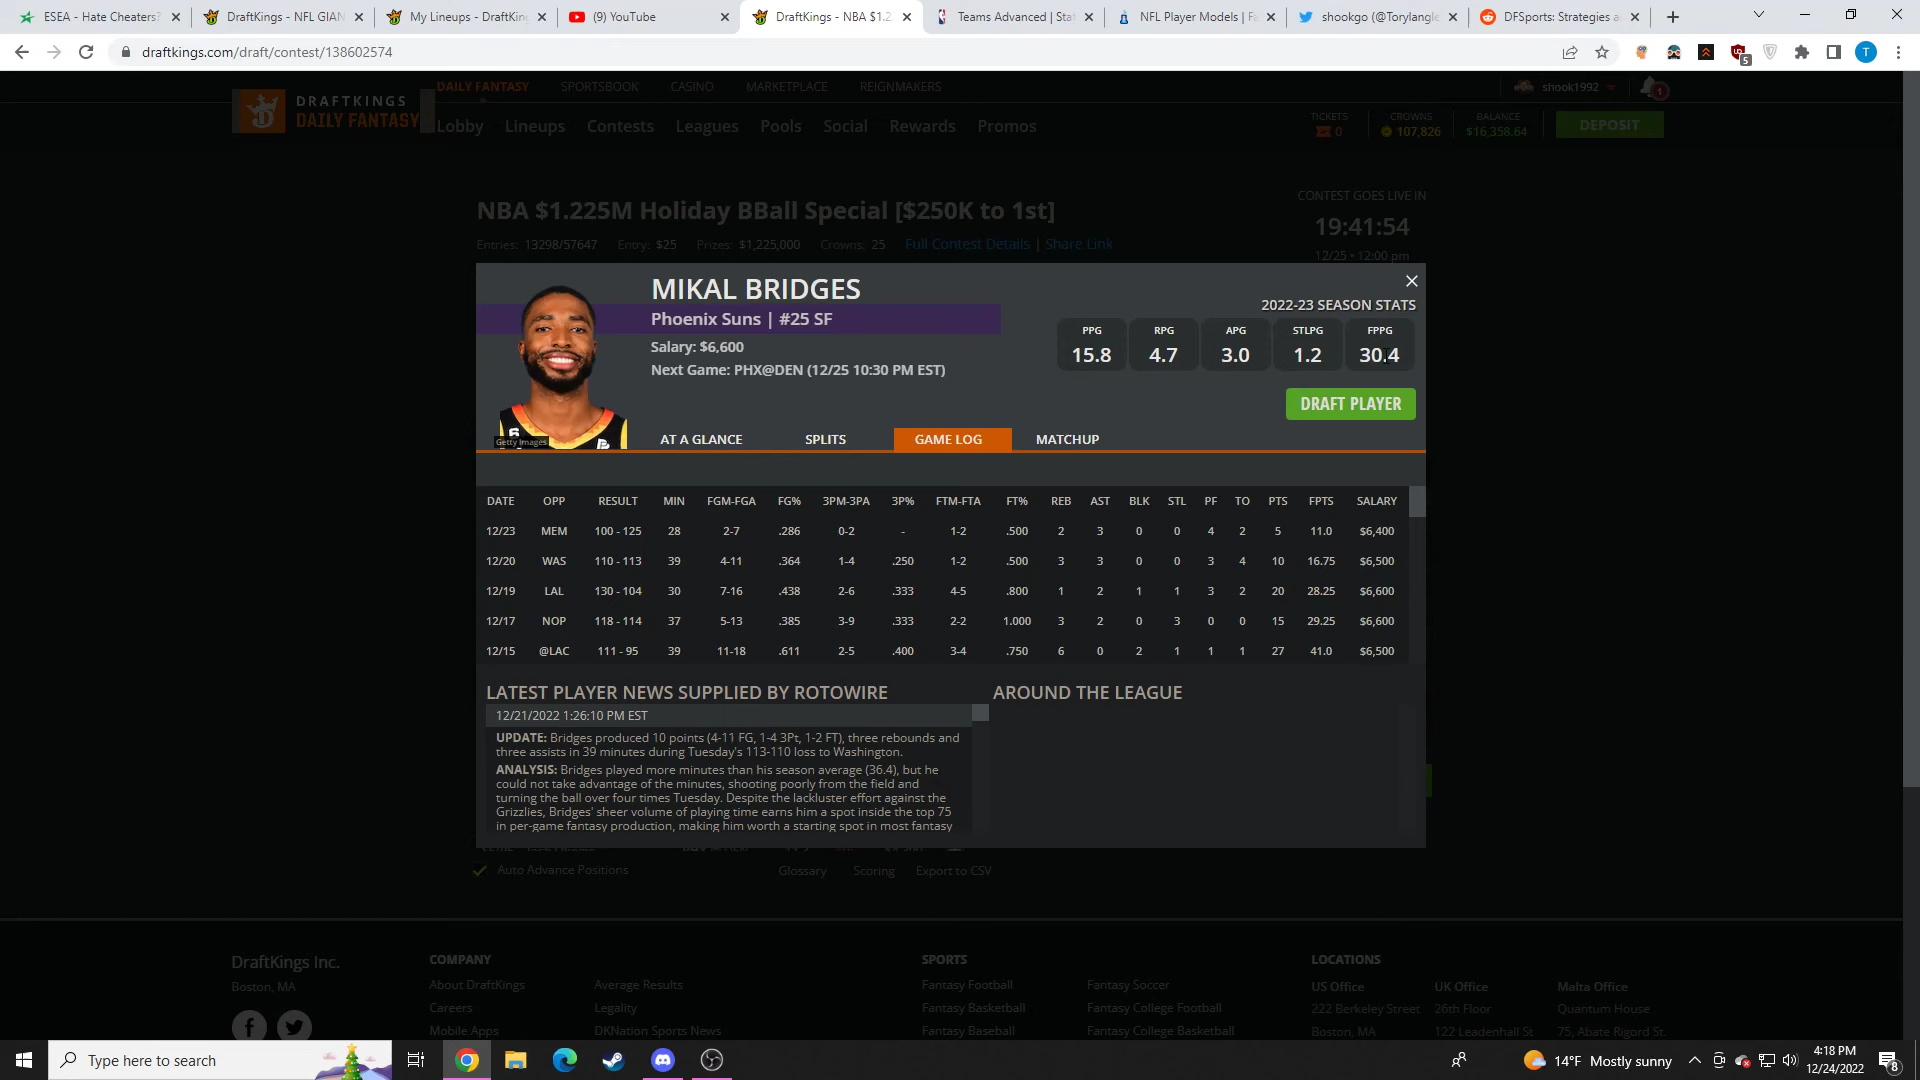 ESEA - Hate Cheaters?
DraftKings - NFL GIAN
My Lineups - DraftKin
(9) YouTube
DraftKings - NBA $1.2
Teams Advanced | Sta
NFL Player Models | F
shookgo (@Torylangle
DFSports: Strategies a
draftkings.com/draft/contest/138602574
5
T
DRAFTKINGS
DAILY FANTASY
DAILY FANTASY SPORTSBOOK CASINO MARKETPLACE REIGNMAKERS
shook1992
1
Lobby Lineups Contests Leagues Pools Social Rewards Promos
TICKETS
0
CROWNS
107,826
BALANCE
$16,358.64
DEPOSIT
NBA $1.225M Holiday BBall Special [$250K to 1st]
Entries: 13298/57647 Entry: $25 Prizes: $1,225,000 Crowns: 25 Full Contest Details | Share Link
CONTEST GOES LIVE IN
19:41:54
12/25 • 12:00 pm
MIKAL BRIDGES
Phoenix Suns | #25 SF
Salary: $6,600
Next Game: PHX@DEN (12/25 10:30 PM EST)
Getty Images
2022-23 SEASON STATS
PPG RPG APG STLPG FPPG
15.8 4.7 3.0 1.2 30.4
DRAFT PLAYER
AT A GLANCE SPLITS GAME LOG MATCHUP
DATE OPP RESULT MIN FGM-FGA FG% 3PM-3PA 3P% FTM-FTA FT% REB AST BLK STL PF TO PTS FPTS SALARY
12/23 MEM 100 - 125 28 2-7 .286 0-2 - 1-2 .500 2 3 0 0 4 2 5 11.0 $6,400
12/20 WAS 110 - 113 39 4-11 .364 1-4 .250 1-2 .500 3 3 0 0 3 4 10 16.75 $6,500
12/19 LAL 130 - 104 30 7-16 .438 2-6 .333 4-5 .800 1 2 1 1 3 2 20 28.25 $6,600
12/17 NOP 118 - 114 37 5-13 .385 3-9 .333 2-2 1.000 3 2 0 3 0 0 15 29.25 $6,600
12/15 @LAC 111 - 95 39 11-18 .611 2-5 .400 3-4 .750 6 0 2 1 1 1 27 41.0 $6,500
LATEST PLAYER NEWS SUPPLIED BY ROTOWIRE
AROUND THE LEAGUE
12/21/2022 1:26:10 PM EST
UPDATE: Bridges produced 10 points (4-11 FG, 1-4 3Pt, 1-2 FT), three rebounds and
three assists in 39 minutes during Tuesday's 113-110 loss to Washington.
ANALYSIS: Bridges played more minutes than his season average (36.4), but he
could not take advantage of the minutes, shooting poorly from the field and
turning the ball over four times Tuesday. Despite the lackluster effort against the
Grizzlies, Bridges' sheer volume of playing time earns him a spot inside the top 75
in per-game fantasy production, making him worth a starting spot in most fantasy
Auto Advance Positions
Glossary Scoring Export to CSV
DraftKings Inc.
Boston, MA
COMPANY
About DraftKings Average Results
Careers Legality
Mobile Apps DKNation Sports News
SPORTS
Fantasy Football Fantasy Soccer
Fantasy Basketball Fantasy College Football
Fantasy Baseball Fantasy College Basketball
LOCATIONS
US Office UK Office Malta Office
222 Berkeley Street 26th Floor Quantum House
Boston, MA 122 Leadenhall St 75, Abate Rigord St.
Type here to search
14°F Mostly sunny
4:18 PM
12/24/2022
8